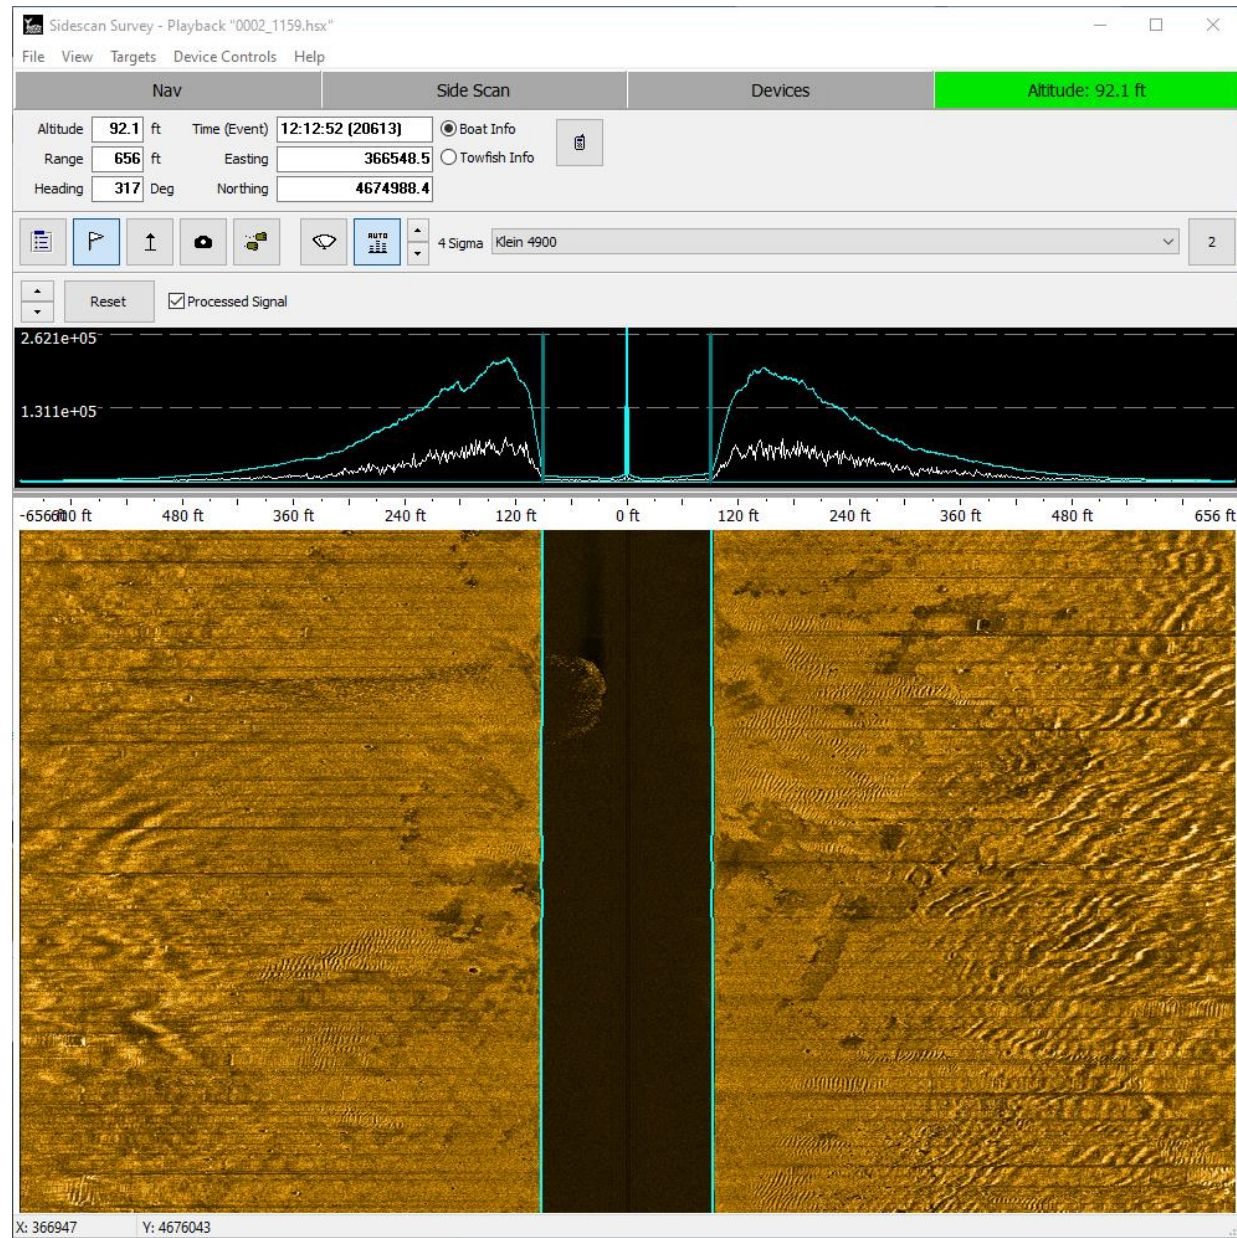 Sidescan Survey - Playback "0002_1159.hsx"
File View Targets Device Controls Help
Nav Side Scan Devices Altitude: 92.1 ft
Altitude 92.1 ft Time (Event) 12:12:52 (20613) Boat Info
Range 656 ft Easting 366548.5 Towfish Info
Heading 317 Deg Northing 4674988.4
AUTO 4 Sigma Klein 4900 2
Reset Processed Signal
2.621e+05
1.311e+05
-656 ft 480 ft 360 ft 240 ft 120 ft 0 ft 120 ft 240 ft 360 ft 480 ft 656 ft
X: 366947 Y: 4676043